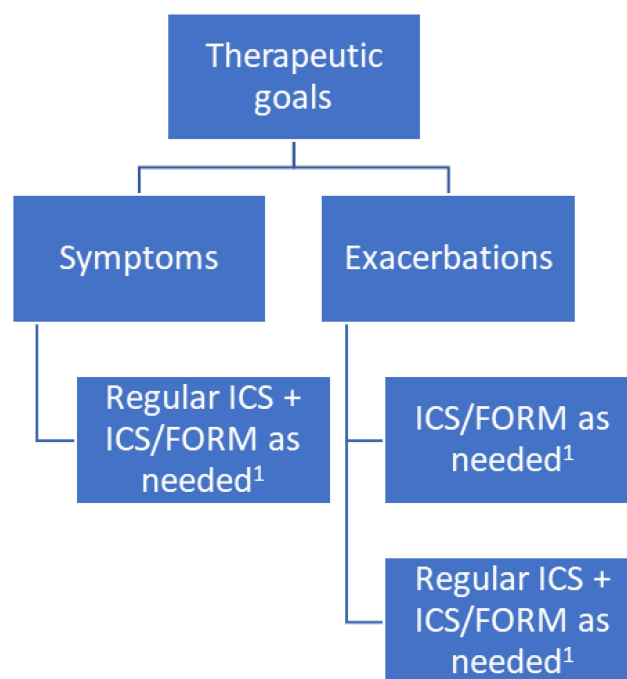 Therapeutic
goals
Symptoms
Exacerbations
Regular ICS +
ICS/FORM as
needed¹
ICS/FORM as
needed¹
Regular ICS +
ICS/FORM as
needed¹